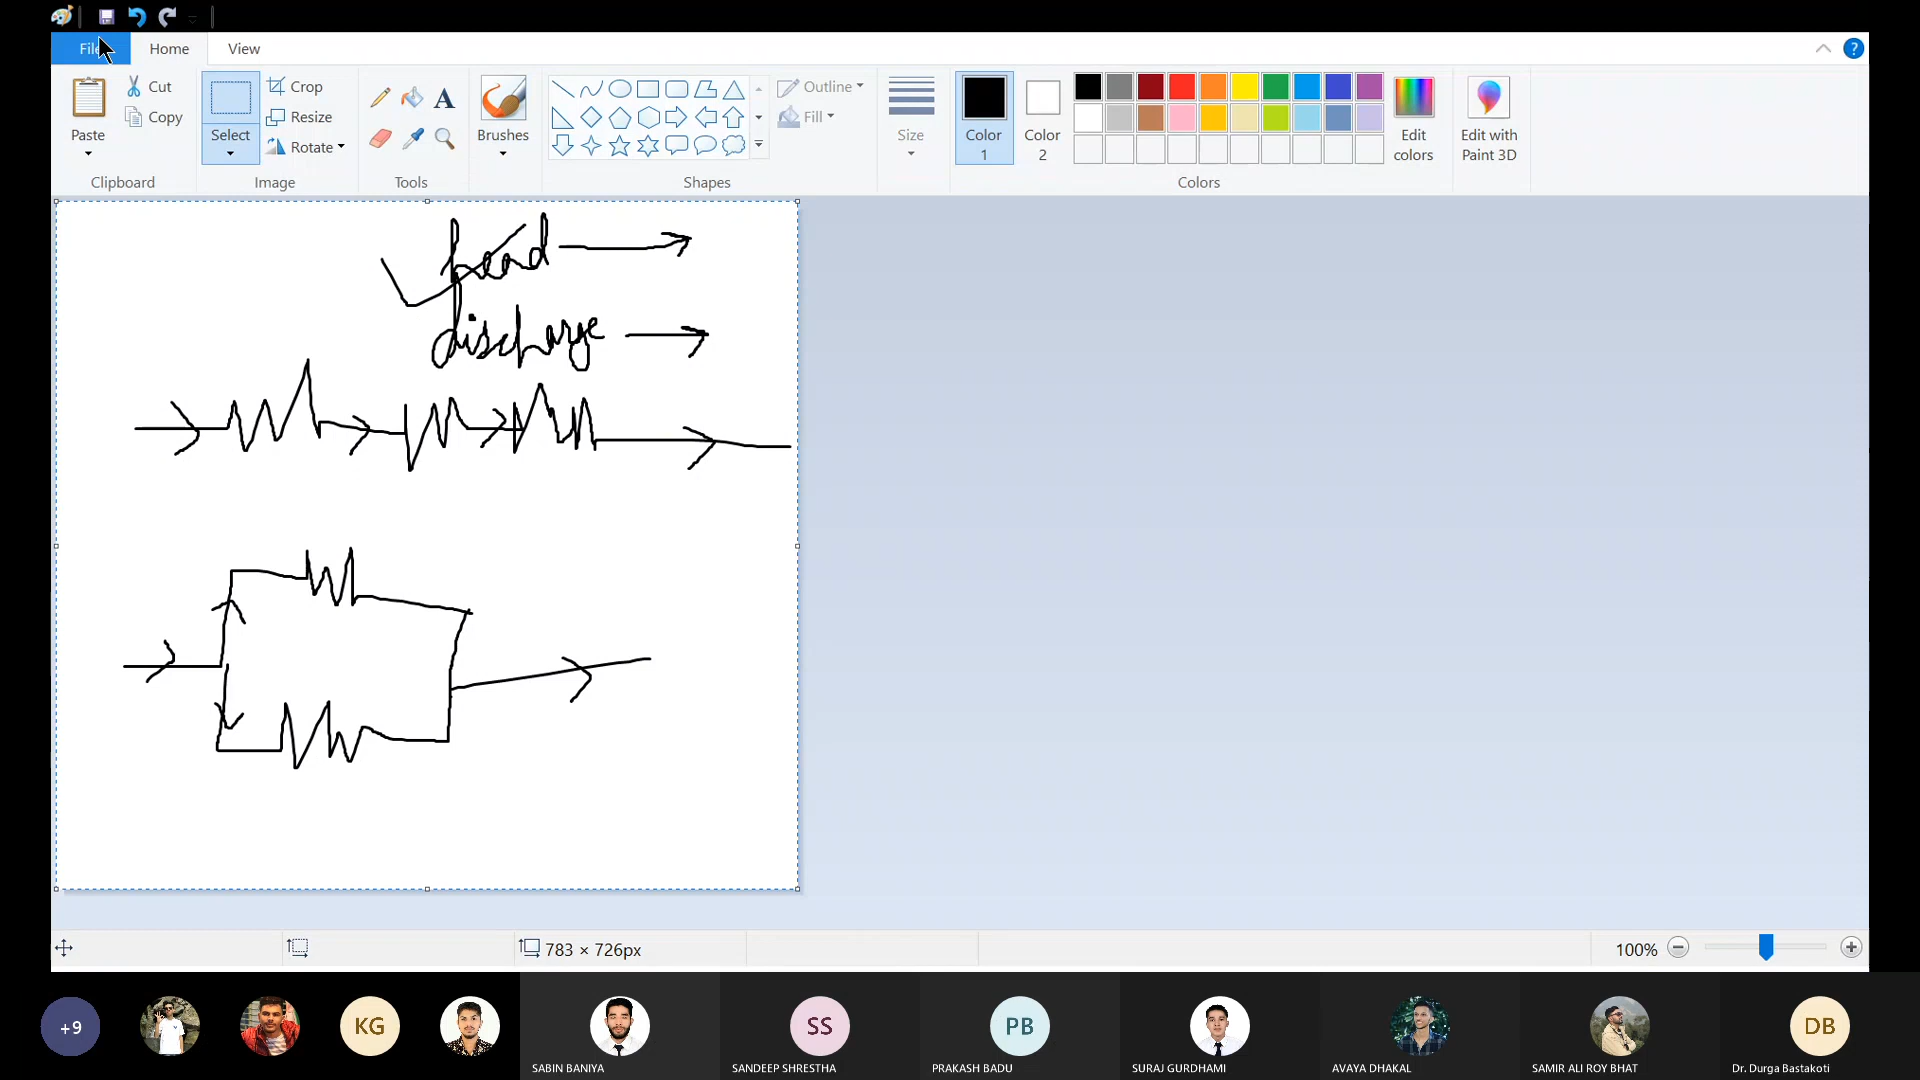 File Home View
Cut
Copy
Paste
Clipboard
Select
Crop
Resize
Rotate
Image
A
Tools
Brushes
Outline
Fill
Shapes
Size
Color
1
Color
2
Edit
colors
Edit with
Paint 3D
Colors
?
head
discharge
783 × 726px
100%
+9
KG
SABIN BANIYA
SS
SANDEEP SHRESTHA
PB
PRAKASH BADU
SURAJ GURDHAMI
AVAYA DHAKAL
SAMIR ALI ROY BHAT
DB
Dr. Durga Bastakoti